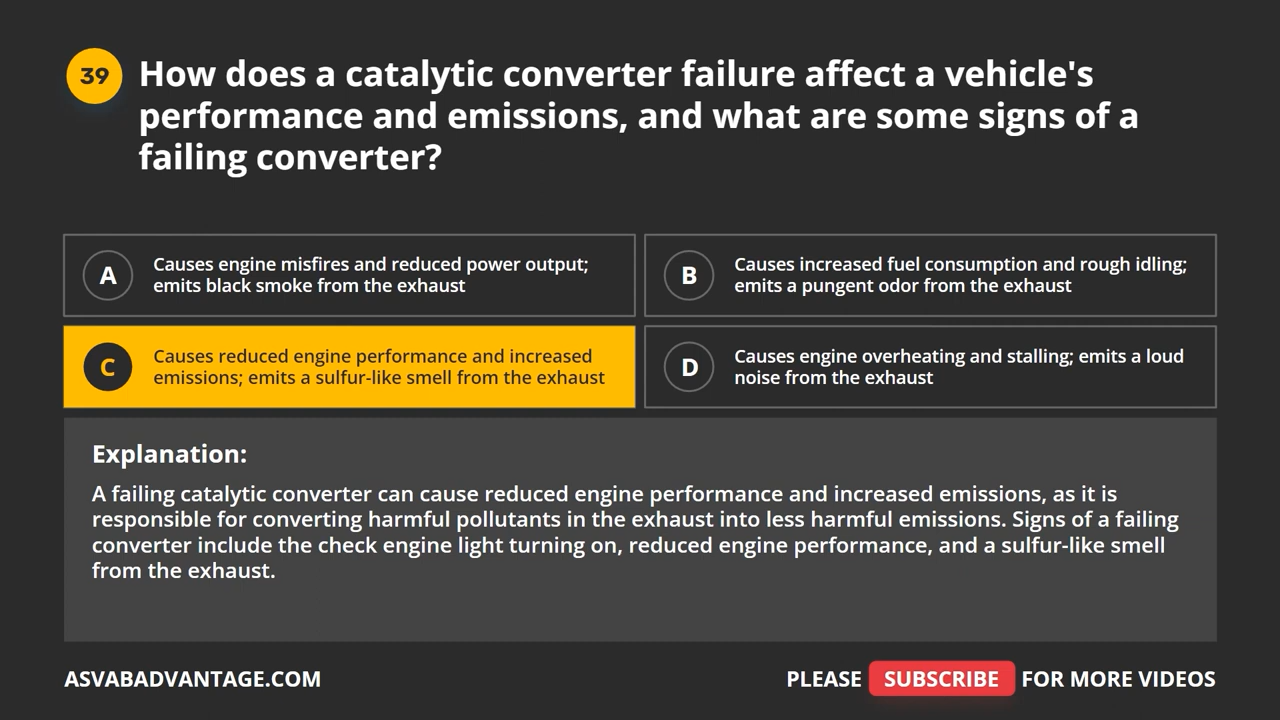 39
How does a catalytic converter failure affect a vehicle's
performance and emissions, and what are some signs of a
failing converter?
A
Causes engine misfires and reduced power output;
emits black smoke from the exhaust
B
Causes increased fuel consumption and rough idling;
emits a pungent odor from the exhaust
C
Causes reduced engine performance and increased
emissions; emits a sulfur-like smell from the exhaust
D
Causes engine overheating and stalling; emits a loud
noise from the exhaust
Explanation:
A failing catalytic converter can cause reduced engine performance and increased emissions, as it is
responsible for converting harmful pollutants in the exhaust into less harmful emissions. Signs of a failing
converter include the check engine light turning on, reduced engine performance, and a sulfur-like smell
from the exhaust.
ASVABADVANTAGE.COM
PLEASE SUBSCRIBE FOR MORE VIDEOS